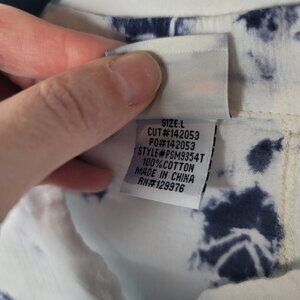 SIZE:L
CUT#142053
PO#142053
STYLE#PSM9354T
100%COTTON
MADE IN CHINA
RN#129976